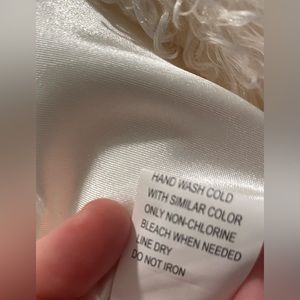 HAND WASH COLD
WITH SIMILAR COLOR
ONLY NON-CHLORINE
BLEACH WHEN NEEDED
LINE DRY
DO NOT IRON